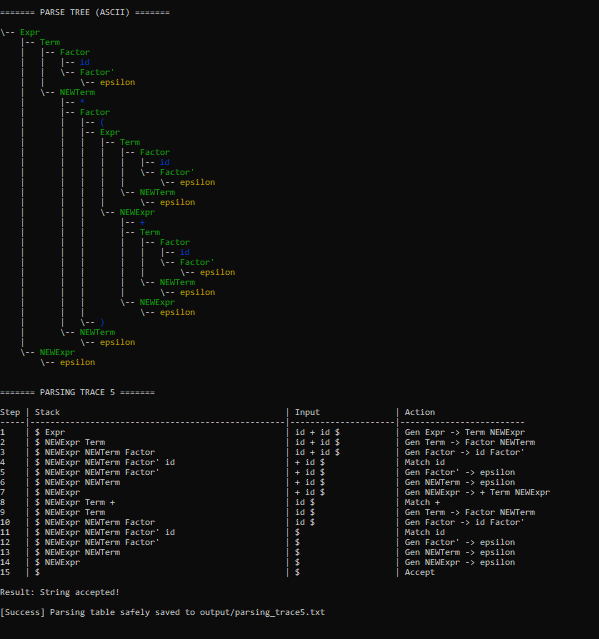 ======= PARSE TREE (ASCII) =======
\-- Expr
    |-- Term
    |   |-- Factor
    |   |   |-- id
    |   |   \-- Factor'
    |   |       \-- epsilon
    |   \-- NEWTerm
    |       |-- *
    |       |-- Factor
    |       |   |-- (
    |       |   |-- Expr
    |       |   |   |-- Term
    |       |   |   |   |-- Factor
    |       |   |   |   |   |-- id
    |       |   |   |   |   \-- Factor'
    |       |   |   |   |       \-- epsilon
    |       |   |   |   \-- NEWTerm
    |       |   |   |       \-- epsilon
    |       |   |   \-- NEWExpr
    |       |   |       |-- +
    |       |   |       |-- Term
    |       |   |       |   |-- Factor
    |       |   |       |   |   |-- id
    |       |   |       |   |   \-- Factor'
    |       |   |       |   |       \-- epsilon
    |       |   |       |   \-- NEWTerm
    |       |   |       |       \-- epsilon
    |       |   |       \-- NEWExpr
    |       |   |           \-- epsilon
    |       |   \-- )
    |       \-- NEWTerm
    |           \-- epsilon
    \-- NEWExpr
        \-- epsilon
======= PARSING TRACE 5 =======
Step | Stack | Input | Action
1 | $ Expr | id + id $ | Gen Expr -> Term NEWExpr
2 | $ NEWExpr Term | id + id $ | Gen Term -> Factor NEWTerm
3 | $ NEWExpr NEWTerm Factor | id + id $ | Gen Factor -> id Factor'
4 | $ NEWExpr NEWTerm Factor' id | + id $ | Match id
5 | $ NEWExpr NEWTerm Factor' | + id $ | Gen Factor' -> epsilon
6 | $ NEWExpr NEWTerm | + id $ | Gen NEWTerm -> epsilon
7 | $ NEWExpr | + id $ | Gen NEWExpr -> + Term NEWExpr
8 | $ NEWExpr Term + | id $ | Match +
9 | $ NEWExpr Term | id $ | Gen Term -> Factor NEWTerm
10 | $ NEWExpr NEWTerm Factor | id $ | Gen Factor -> id Factor'
11 | $ NEWExpr NEWTerm Factor' id | $ | Match id
12 | $ NEWExpr NEWTerm Factor' | $ | Gen Factor' -> epsilon
13 | $ NEWExpr NEWTerm | $ | Gen NEWTerm -> epsilon
14 | $ NEWExpr | $ | Gen NEWExpr -> epsilon
15 | $ | $ | Accept
Result: String accepted!
[Success] Parsing table safely saved to output/parsing_trace5.txt